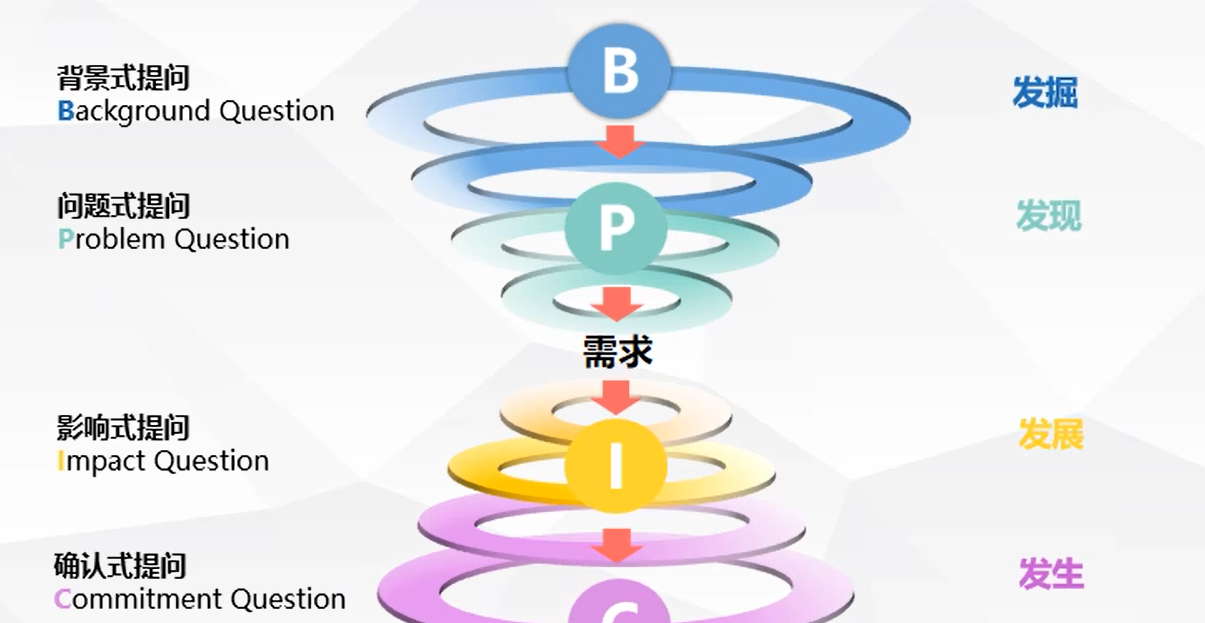 B
背景式提问
Background Question
发掘
问题式提问
Problem Question
P
发现
需求
影响式提问
Impact Question
I
发展
确认式提问
Commitment Question
C
发生